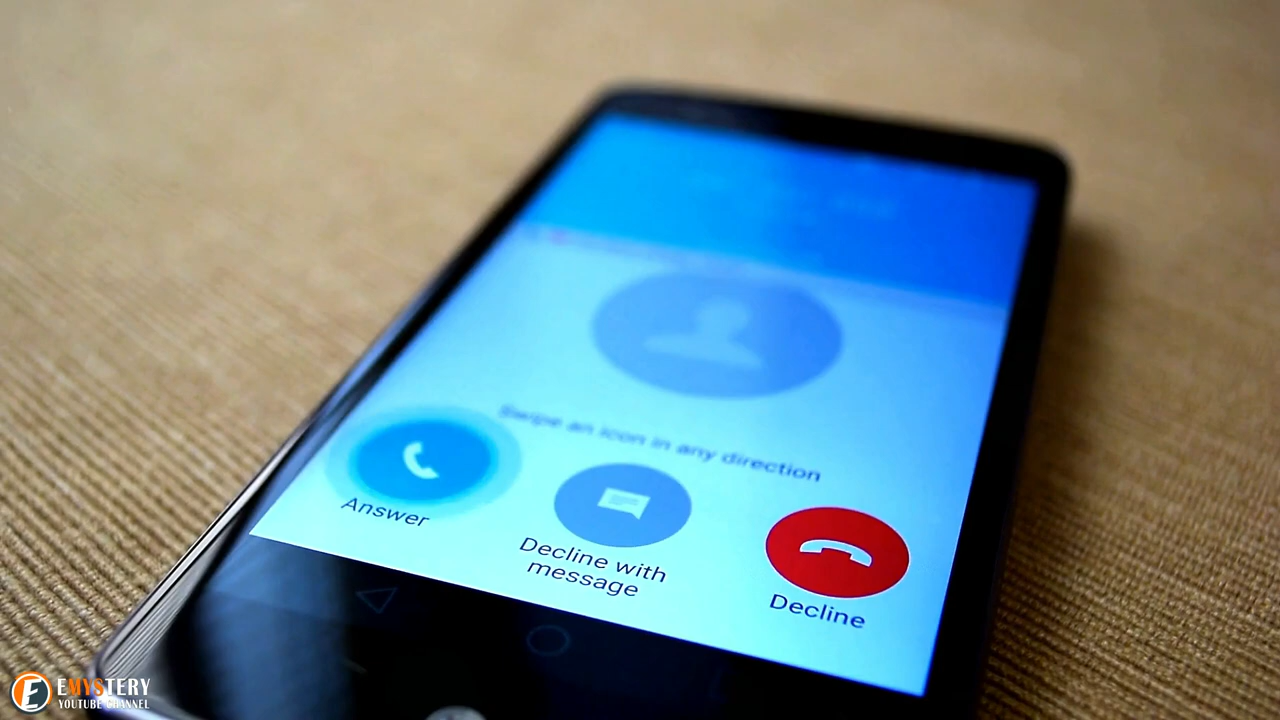 Swipe an icon in any direction
Answer
Decline with
message
Decline
EMYSTERY
YOUTUBE CHANNEL